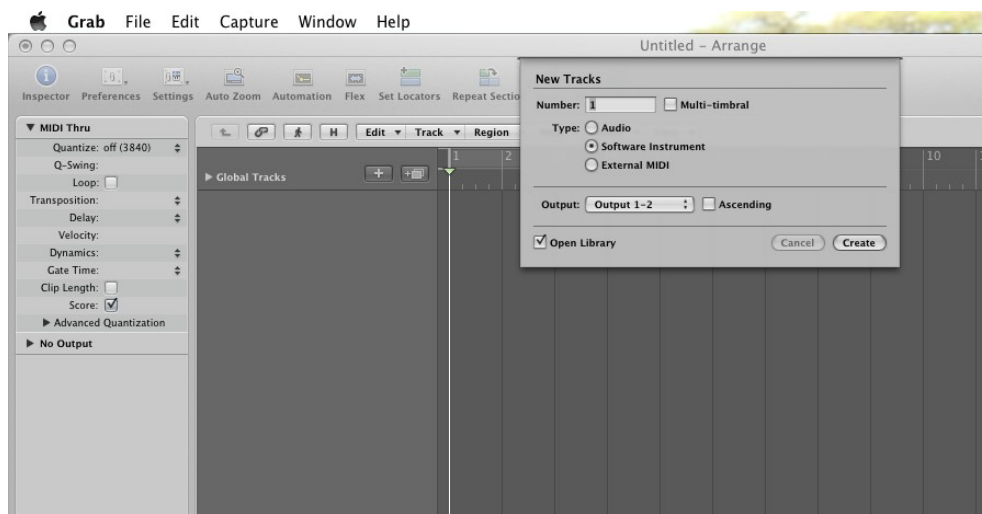 Grab File Edit Capture Window Help
Untitled - Arrange
Inspector Preferences Settings Auto Zoom Automation Flex Set Locators Repeat Sectio
New Tracks
Number: 1 Multi-timbral
Type: Audio
Software Instrument
External MIDI
Output: Output 1-2 Ascending
Open Library Cancel Create
MIDI Thru
Quantize: off (3840)
Q-Swing:
Loop:
Transposition:
Delay:
Velocity:
Dynamics:
Gate Time:
Clip Length:
Score:
Advanced Quantization
No Output
H Edit Track Region
1 2 10
Global Tracks